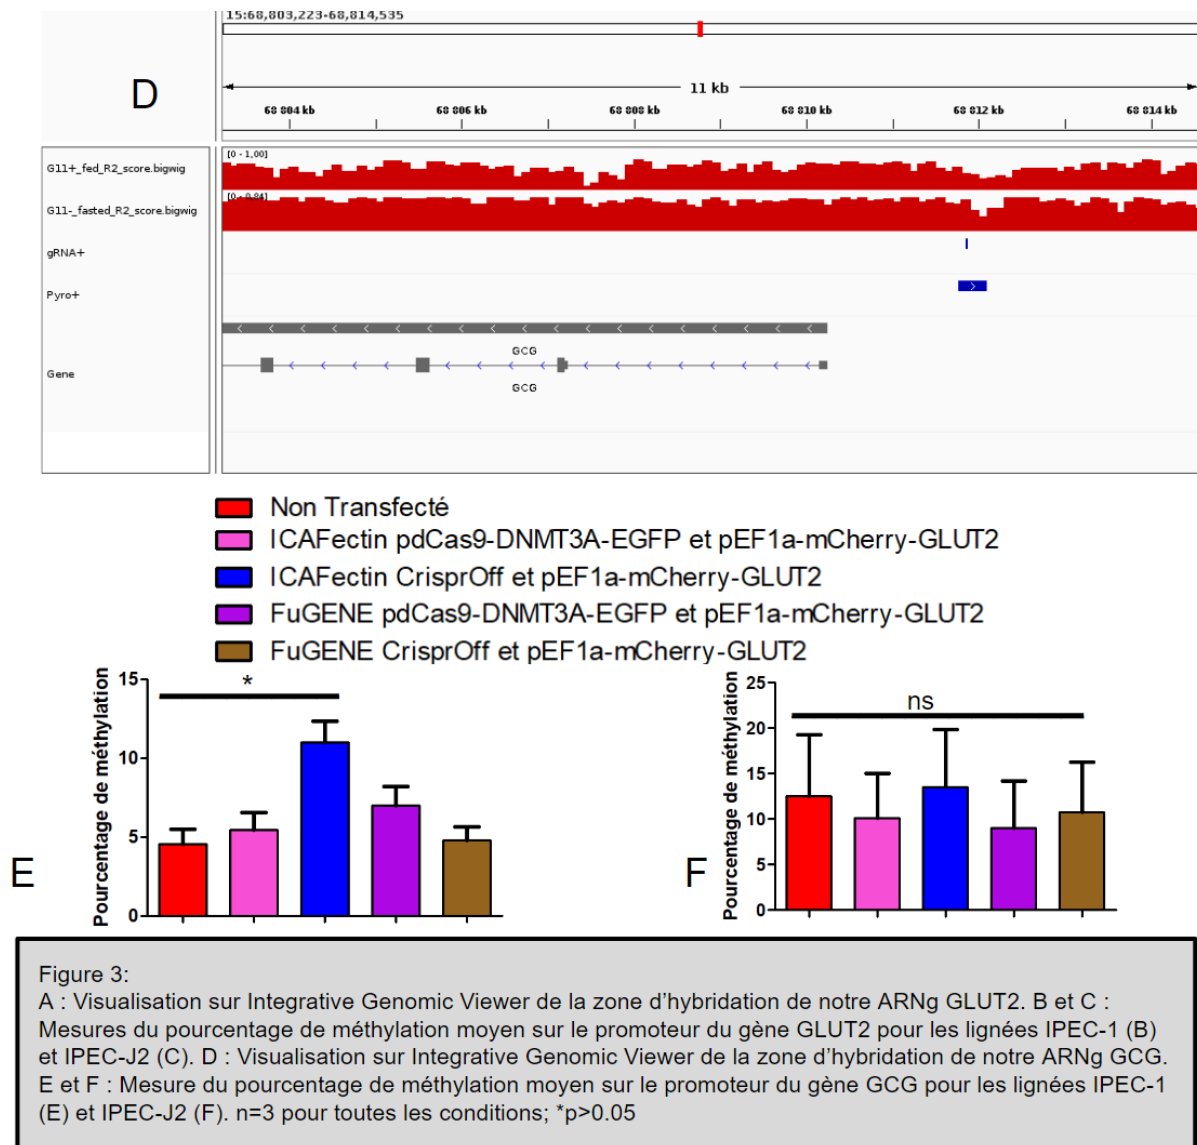 15:68,803,223-68,814,535
D
11 kb
68 804 kb 68 806 kb 68 808 kb 68 810 kb 68 812 kb 68 814 kb
[0 - 1,00]
G11+_fed_R2_score.bigwig
[0 - 0,84]
G11-_fasted_R2_score.bigwig
gRNA+
Pyro+
GCG
Gene
GCG
Non Transfecté
ICAFectin pdCas9-DNMT3A-EGFP et pEF1a-mCherry-GLUT2
ICAFectin CrisprOff et pEF1a-mCherry-GLUT2
FuGENE pdCas9-DNMT3A-EGFP et pEF1a-mCherry-GLUT2
FuGENE CrisprOff et pEF1a-mCherry-GLUT2
E
Pourcentage de méthylation
15
10
5
0
*
F
Pourcentage de méthylation
25
20
15
10
5
0
ns
Figure 3:
A : Visualisation sur Integrative Genomic Viewer de la zone d'hybridation de notre ARNg GLUT2. B et C :
Mesures du pourcentage de méthylation moyen sur le promoteur du gène GLUT2 pour les lignées IPEC-1 (B)
et IPEC-J2 (C). D : Visualisation sur Integrative Genomic Viewer de la zone d'hybridation de notre ARNg GCG.
E et F : Mesure du pourcentage de méthylation moyen sur le promoteur du gène GCG pour les lignées IPEC-1
(E) et IPEC-J2 (F). n=3 pour toutes les conditions; *p>0.05